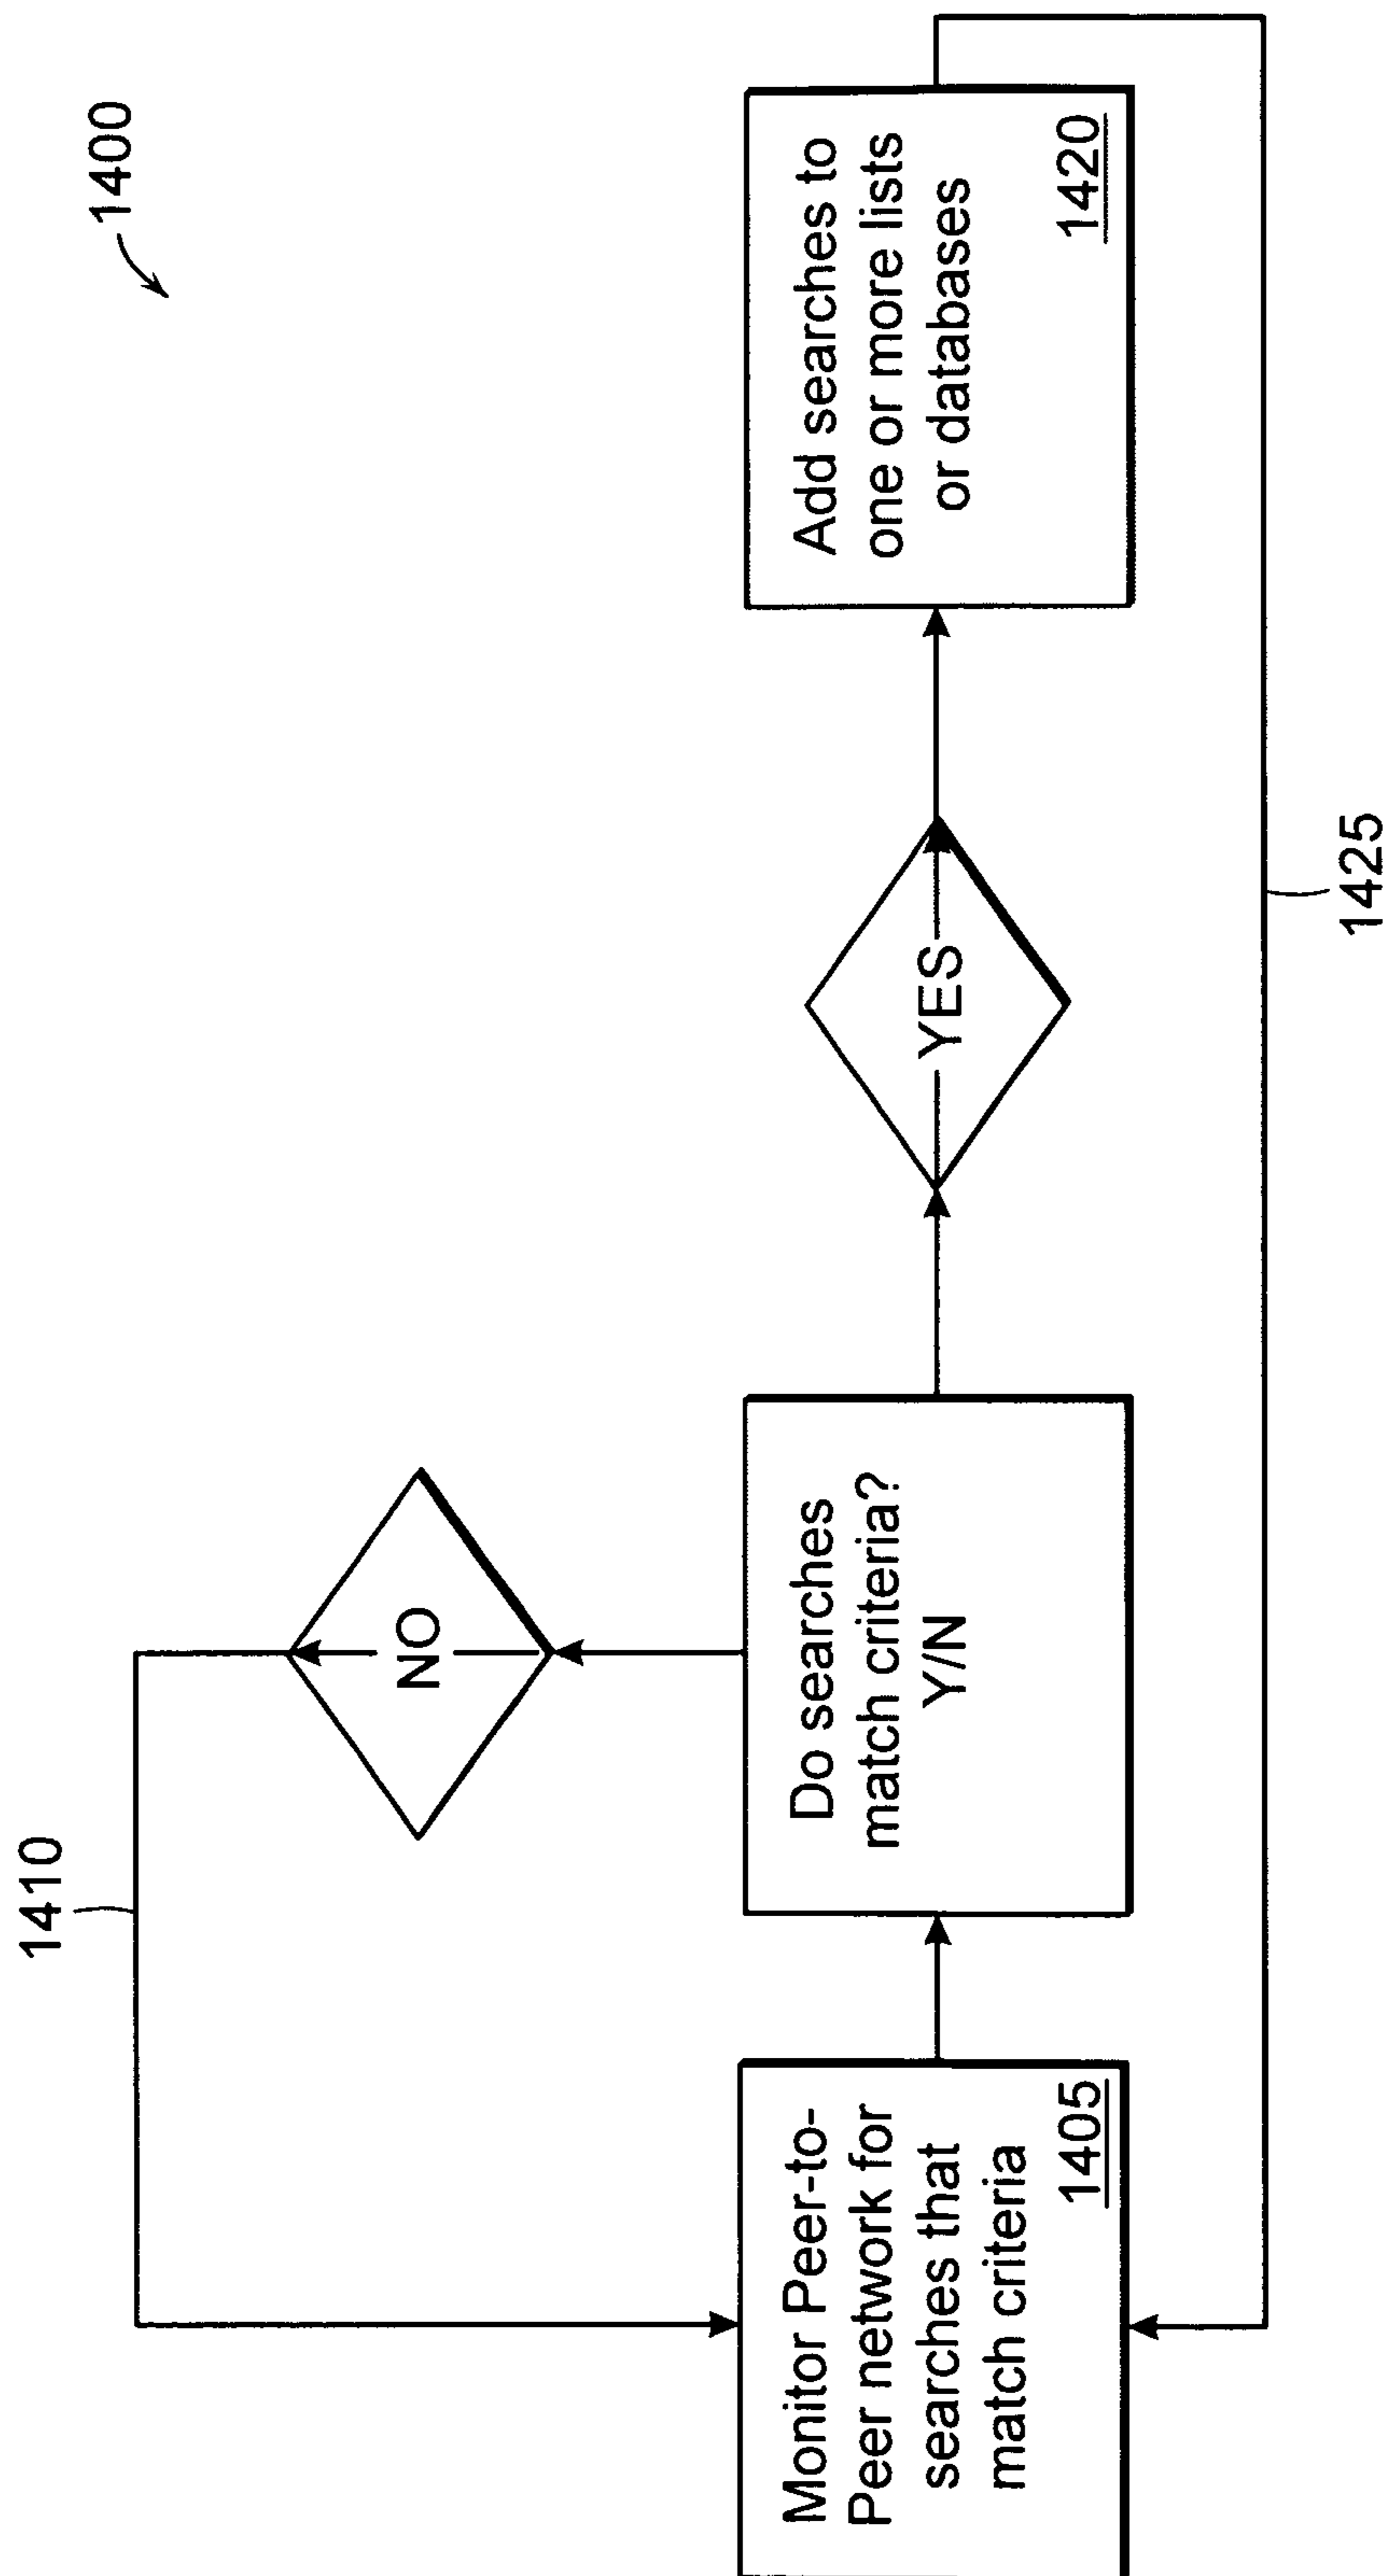 1400
1410
NO
Monitor Peer-to-
Peer network for
searches that
match criteria
1405
Do searches
match criteria?
Y/N
YES
Add searches to
one or more lists
or databases
1420
1425